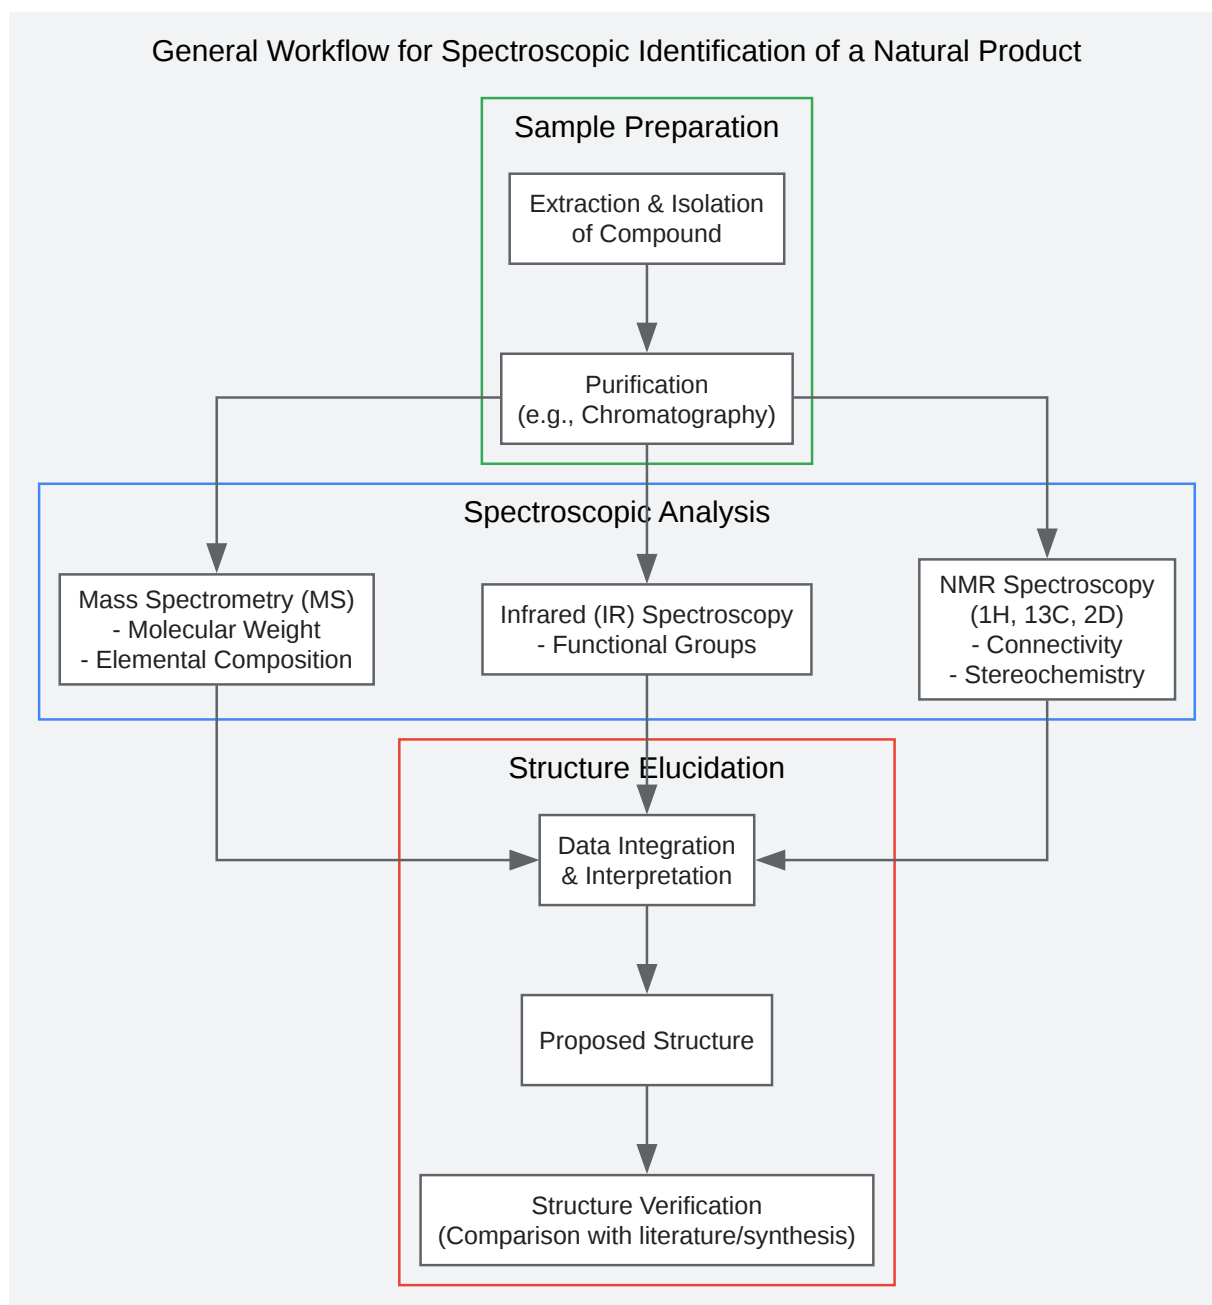 General Workflow for Spectroscopic Identification of a Natural Product
Sample Preparation
Extraction & Isolation
of Compound
Purification
(e.g., Chromatography)
Spectroscopic Analysis
Mass Spectrometry (MS)
- Molecular Weight
- Elemental Composition
Infrared (IR) Spectroscopy
- Functional Groups
NMR Spectroscopy
(1H, 13C, 2D)
- Connectivity
- Stereochemistry
Structure Elucidation
Data Integration
& Interpretation
Proposed Structure
Structure Verification
(Comparison with literature/synthesis)